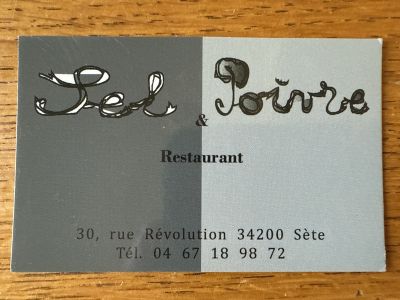 Sel & Poivre
Restaurant
30, rue Révolution 34200 Sète
Tél. 04 67 18 98 72